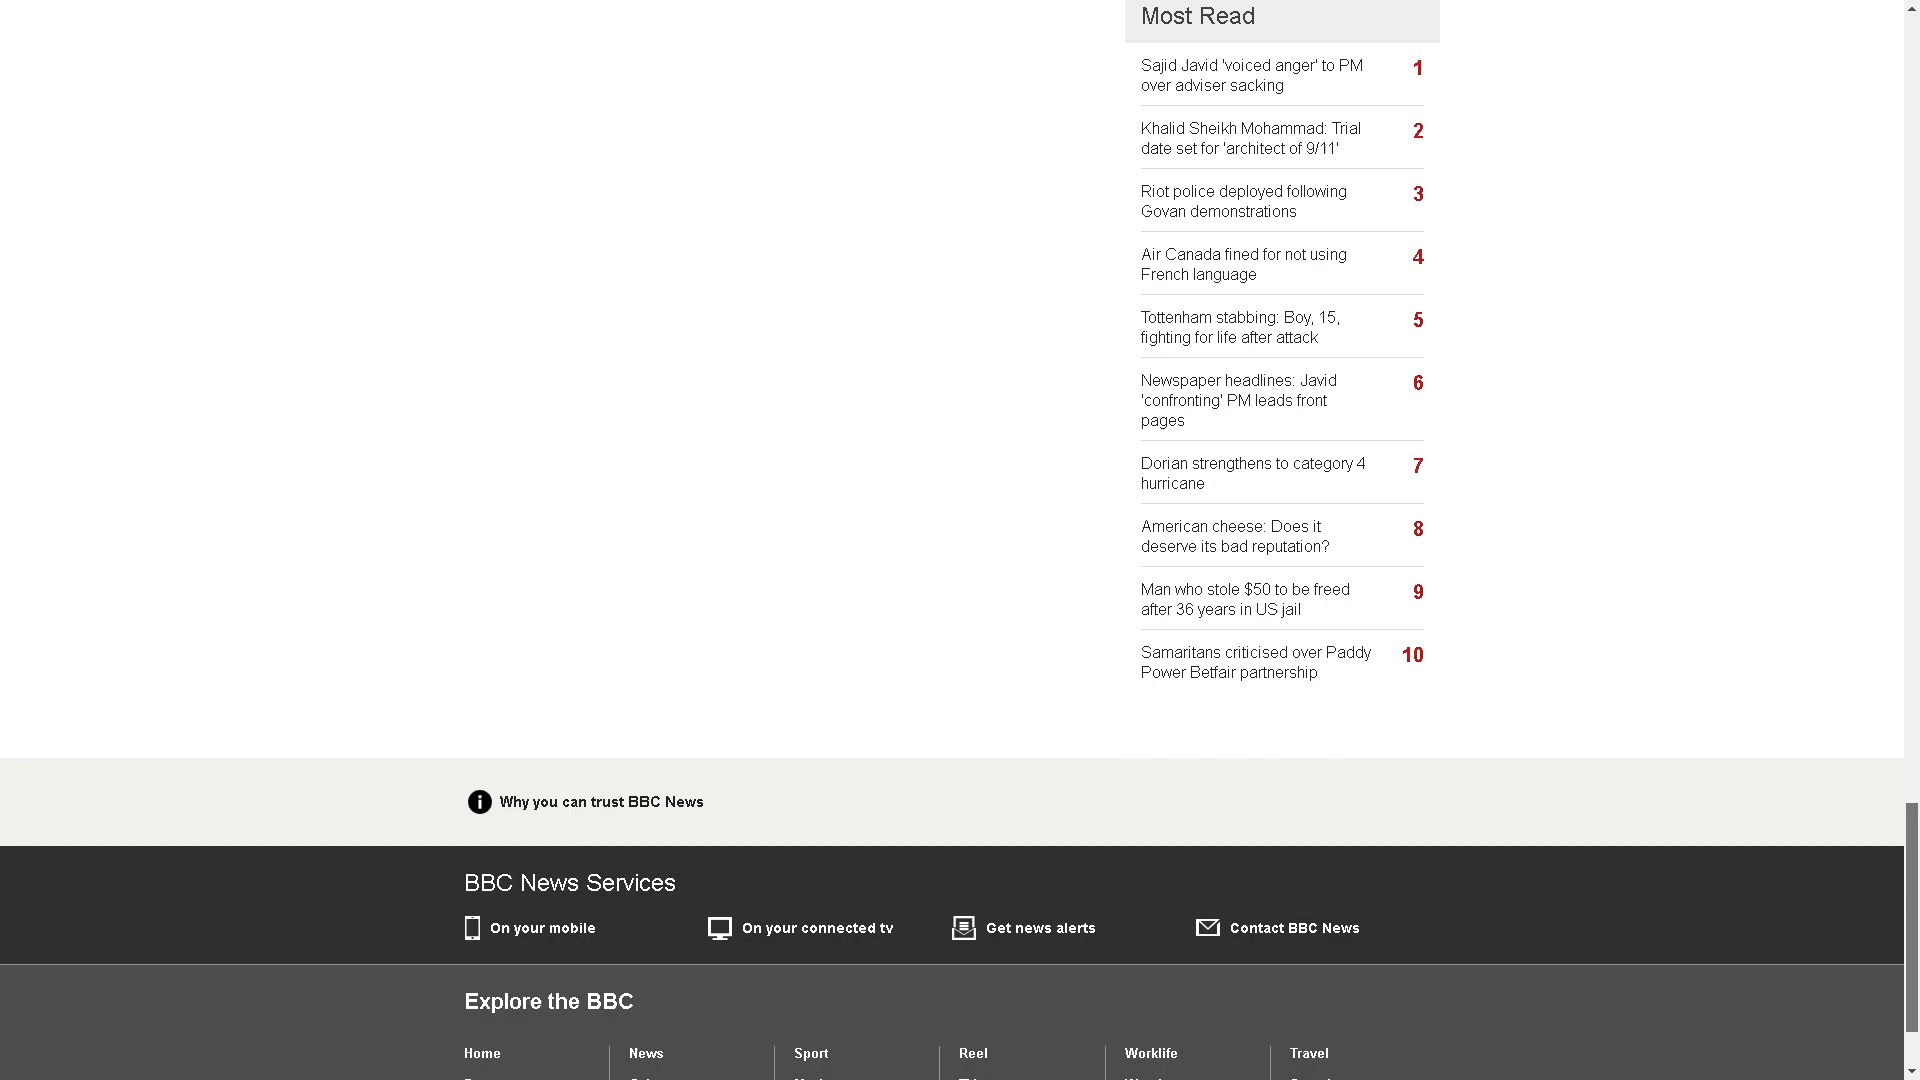 Most Read
Sajid Javid 'voiced anger' to PM
over adviser sacking
1
Khalid Sheikh Mohammad: Trial
date set for 'architect of 9/11'
2
Riot police deployed following
Govan demonstrations
3
Air Canada fined for not using
French language
4
Tottenham stabbing: Boy, 15,
fighting for life after attack
5
Newspaper headlines: Javid
'confronting' PM leads front
pages
6
Dorian strengthens to category 4
hurricane
7
American cheese: Does it
deserve its bad reputation?
8
Man who stole $50 to be freed
after 36 years in US jail
9
Samaritans criticised over Paddy
Power Betfair partnership
10
Why you can trust BBC News
BBC News Services
On your mobile
On your connected tv
Get news alerts
Contact BBC News
Explore the BBC
Home
News
Sport
Reel
Worklife
Travel